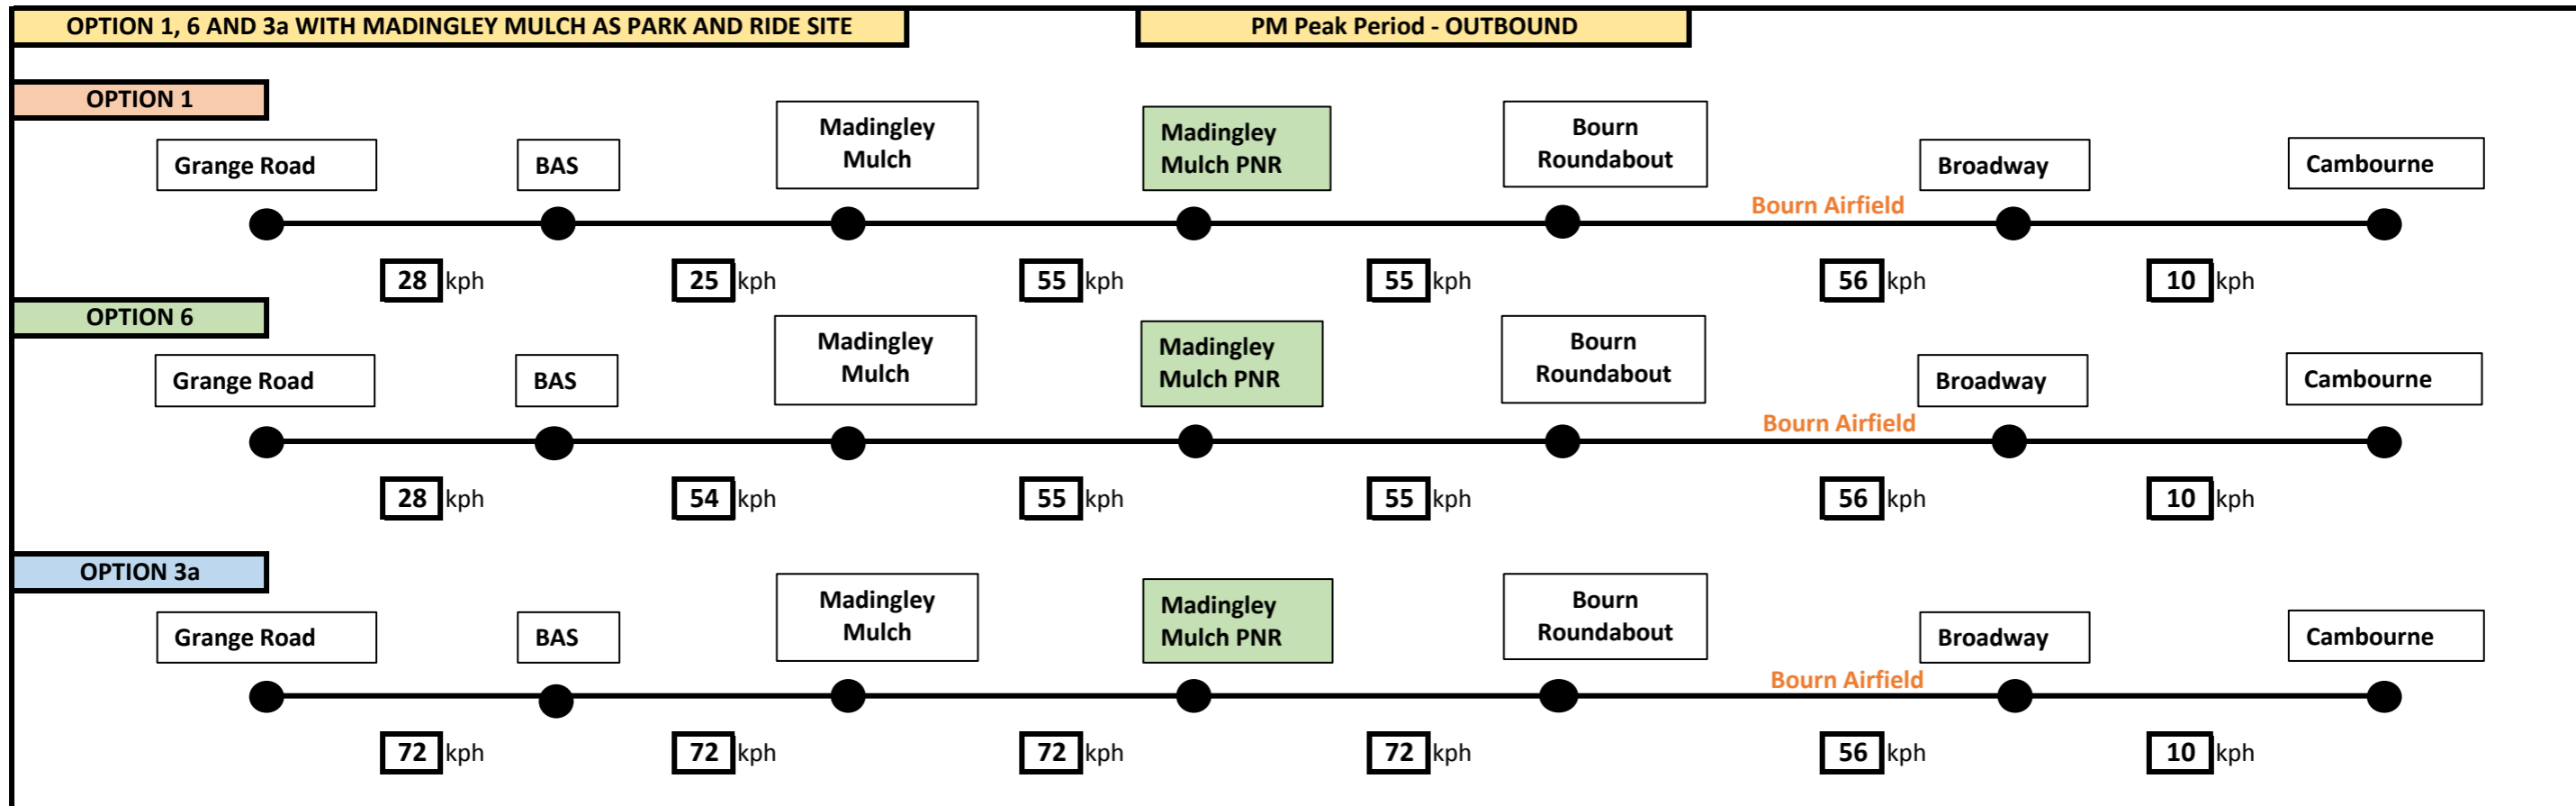 OPTION 1, 6 AND 3a WITH MADINGLEY MULCH AS PARK AND RIDE SITE
PM Peak Period - OUTBOUND
OPTION 1
Grange Road
BAS
Madingley
Mulch
Madingley
Mulch PNR
Bourn
Roundabout
Bourn Airfield
Broadway
Cambourne
28 kph
25 kph
55 kph
55 kph
56 kph
10 kph
OPTION 6
Grange Road
BAS
Madingley
Mulch
Madingley
Mulch PNR
Bourn
Roundabout
Bourn Airfield
Broadway
Cambourne
28 kph
54 kph
55 kph
55 kph
56 kph
10 kph
OPTION 3a
Grange Road
BAS
Madingley
Mulch
Madingley
Mulch PNR
Bourn
Roundabout
Bourn Airfield
Broadway
Cambourne
72 kph
72 kph
72 kph
72 kph
56 kph
10 kph